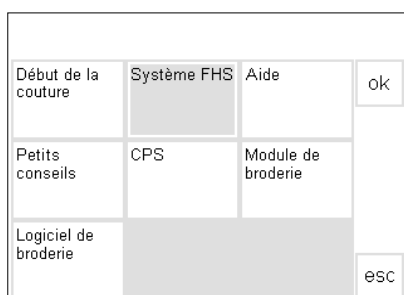 Début de la
couture
Système FHS
Aide
ok
Petits
conseils
CPS
Module de
broderie
Logiciel de
broderie
esc